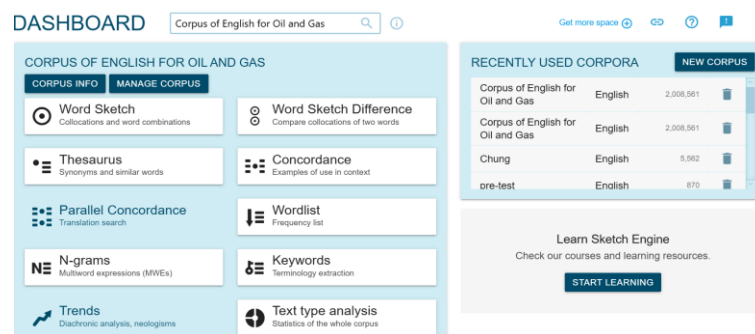 DASHBOARD
Corpus of English for Oil and Gas
Get more space
CORPUS OF ENGLISH FOR OIL AND GAS
CORPUS INFO
MANAGE CORPUS
Word Sketch
Collocations and word combinations
Word Sketch Difference
Compare collocations of two words
Thesaurus
Synonyms and similar words
Concordance
Examples of use in context
Parallel Concordance
Translation search
Wordlist
Frequency list
N-grams
Multiword expressions (MWEs)
Keywords
Terminology extraction
Trends
Diachronic analysis, neologisms
Text type analysis
Statistics of the whole corpus
RECENTLY USED CORPORA
NEW CORPUS
Corpus of English for
Oil and Gas
English
2,008,561
Corpus of English for
Oil and Gas
English
2,008,561
Chung
English
5,562
pre-test
English
870
Learn Sketch Engine
Check our courses and learning resources.
START LEARNING